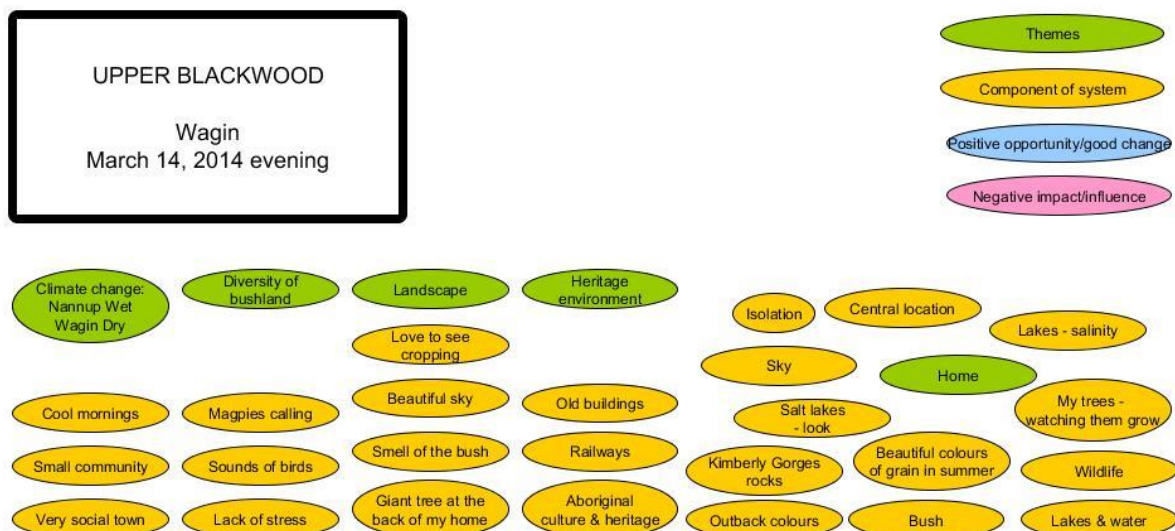 UPPER BLACKWOOD
Wagin
March 14, 2014 evening
Themes
Component of system
Positive opportunity/good change
Negative impact/influence
Climate change:
Nannup Wet
Wagin Dry
Cool mornings
Small community
Very social town
Diversity of
bushland
Magpies calling
Sounds of birds
Lack of stress
Landscape
Love to see
cropping
Beautiful sky
Smell of the bush
Giant tree at the
back of my home
Heritage
environment
Old buildings
Railways
Aboriginal
culture & heritage
Isolation
Central location
Lakes - salinity
Sky
Home
Salt lakes
- look
My trees -
watching them grow
Kimberly Gorges
rocks
Beautiful colours
of grain in summer
Wildlife
Outback colours
Bush
Lakes & water